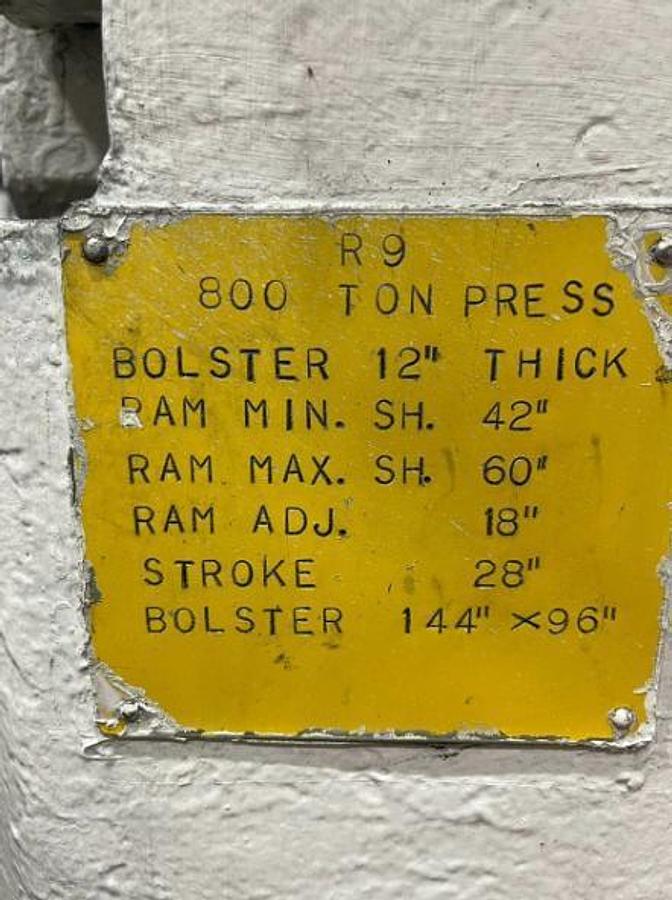 R9
800 TON PRESS
BOLSTER 12" THICK
RAM MIN. SH. 42"
RAM MAX. SH. 60"
RAM ADJ. 18"
STROKE 28"
BOLSTER 144" ×96"